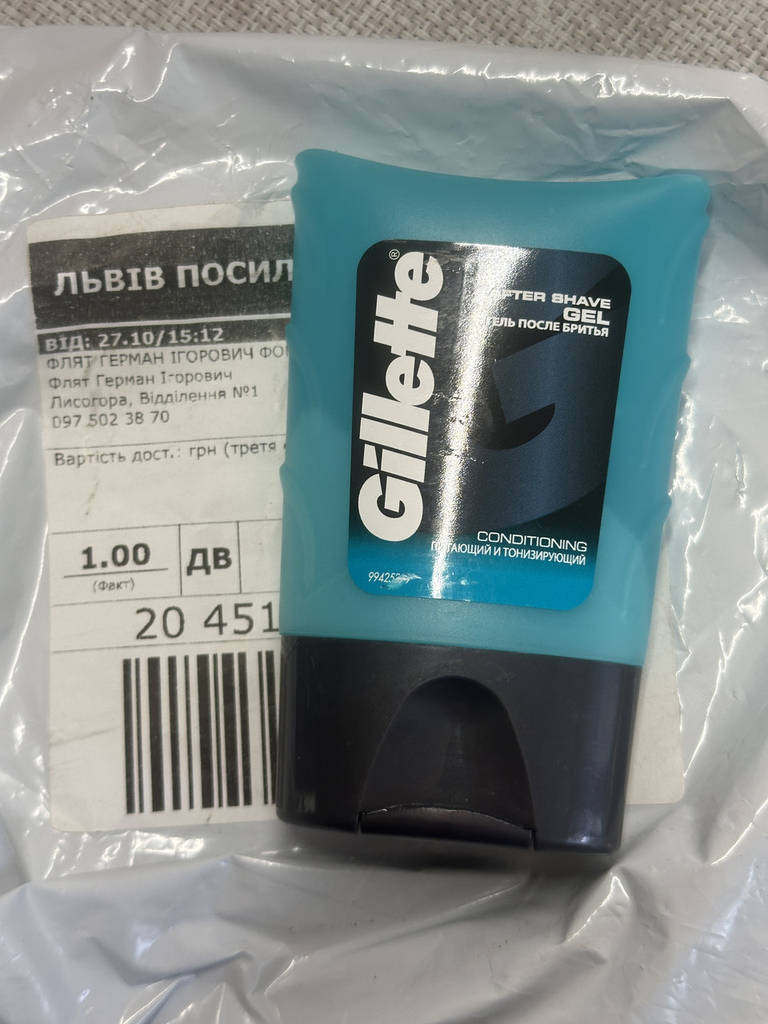 ЛЬВІВ ПОСИЛ
ВІД: 27.10/15:12
ФЛЯТ ГЕРМАН ІГОРОВИЧ ФО
Флят Герман Ігорович
Лисогора, Відділення №1
097 502 38 70
Вартість дост.: грн (третя
1.00
(Факт)
ДВ
20 451
Gillette®
AFTER SHAVE
GEL
ГЕЛЬ ПОСЛЕ БРИТЬЯ
CONDITIONING
ПИТАЮЩИЙ И ТОНИЗИРУЮЩИЙ